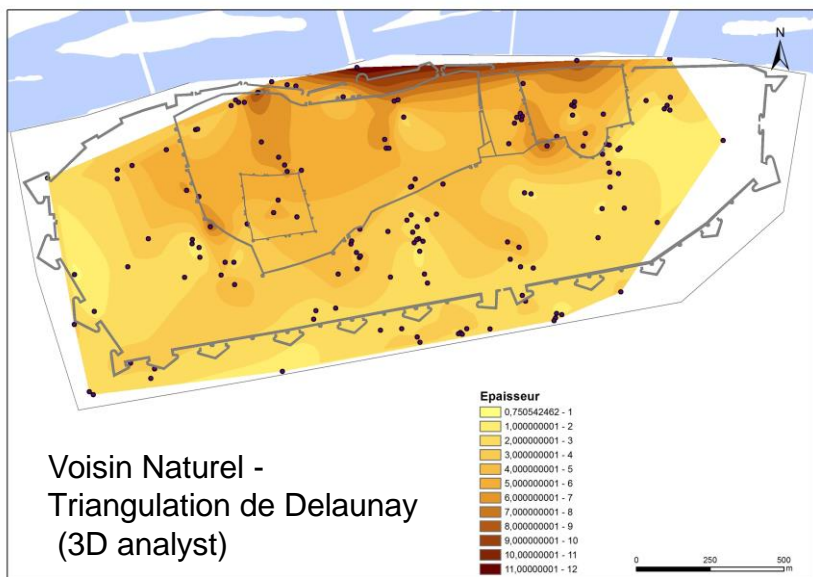 N
Epaisseur
0,750542462 - 1
1,000000001 - 2
2,000000001 - 3
3,000000001 - 4
4,000000001 - 5
5,000000001 - 6
6,000000001 - 7
7,000000001 - 8
8,000000001 - 9
9,000000001 - 10
10,00000001 - 11
11,00000001 - 12
Voisin Naturel -
Triangulation de Delaunay
(3D analyst)
0 250 500
m